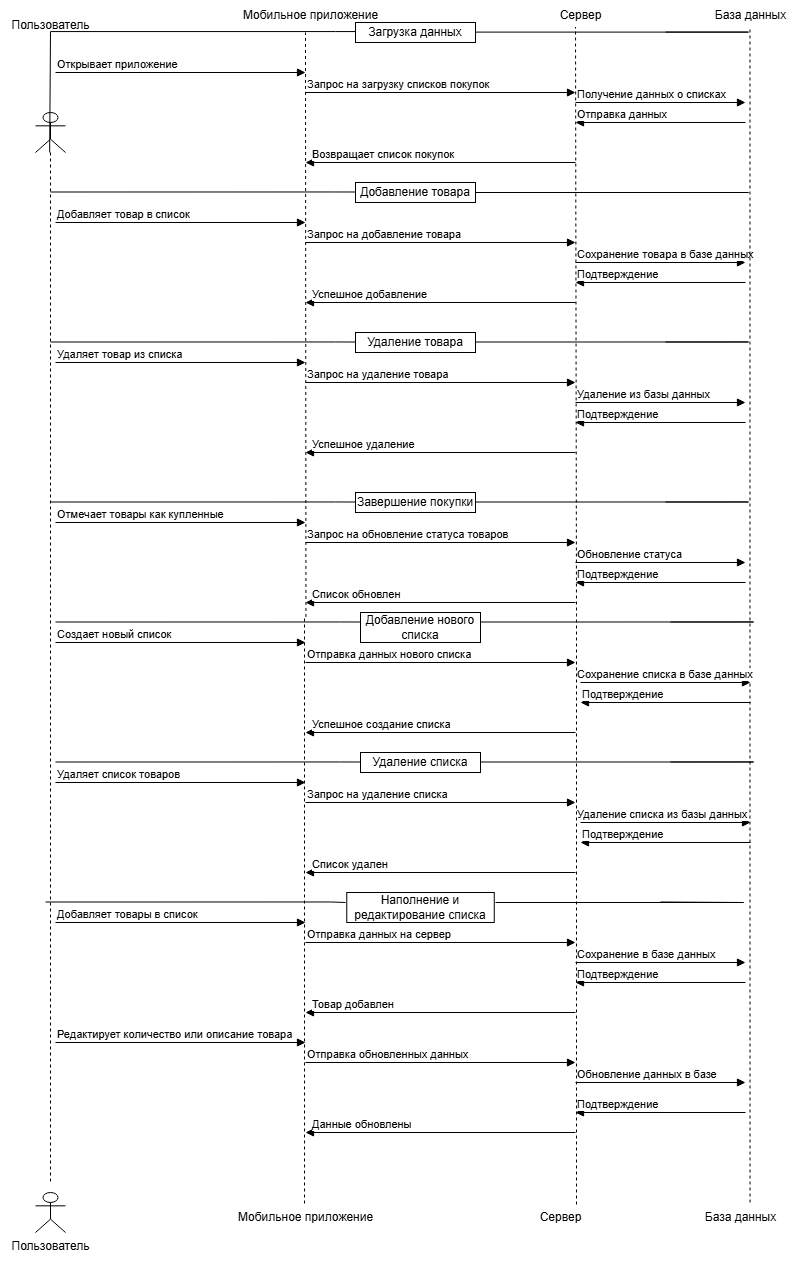 Пользователь
Мобильное приложение
Сервер
База данных
Загрузка данных
Открывает приложение
Запрос на загрузку списков покупок
Получение данных о списках
Отправка данных
Возвращает список покупок
Добавление товара
Добавляет товар в список
Запрос на добавление товара
Сохранение товара в базе данных
Подтверждение
Успешное добавление
Удаление товара
Удаляет товар из списка
Запрос на удаление товара
Удаление из базы данных
Подтверждение
Успешное удаление
Завершение покупки
Отмечает товары как купленные
Запрос на обновление статуса товаров
Обновление статуса
Подтверждение
Список обновлен
Добавление нового
списка
Создает новый список
Отправка данных нового списка
Сохранение списка в базе данных
Подтверждение
Успешное создание списка
Удаление списка
Удаляет список товаров
Запрос на удаление списка
Удаление списка из базы данных
Подтверждение
Список удален
Наполнение и
редактирование списка
Добавляет товары в список
Отправка данных на сервер
Сохранение в базе данных
Подтверждение
Товар добавлен
Редактирует количество или описание товара
Отправка обновленных данных
Обновление данных в базе
Подтверждение
Данные обновлены
Мобильное приложение
Сервер
База данных
Пользователь